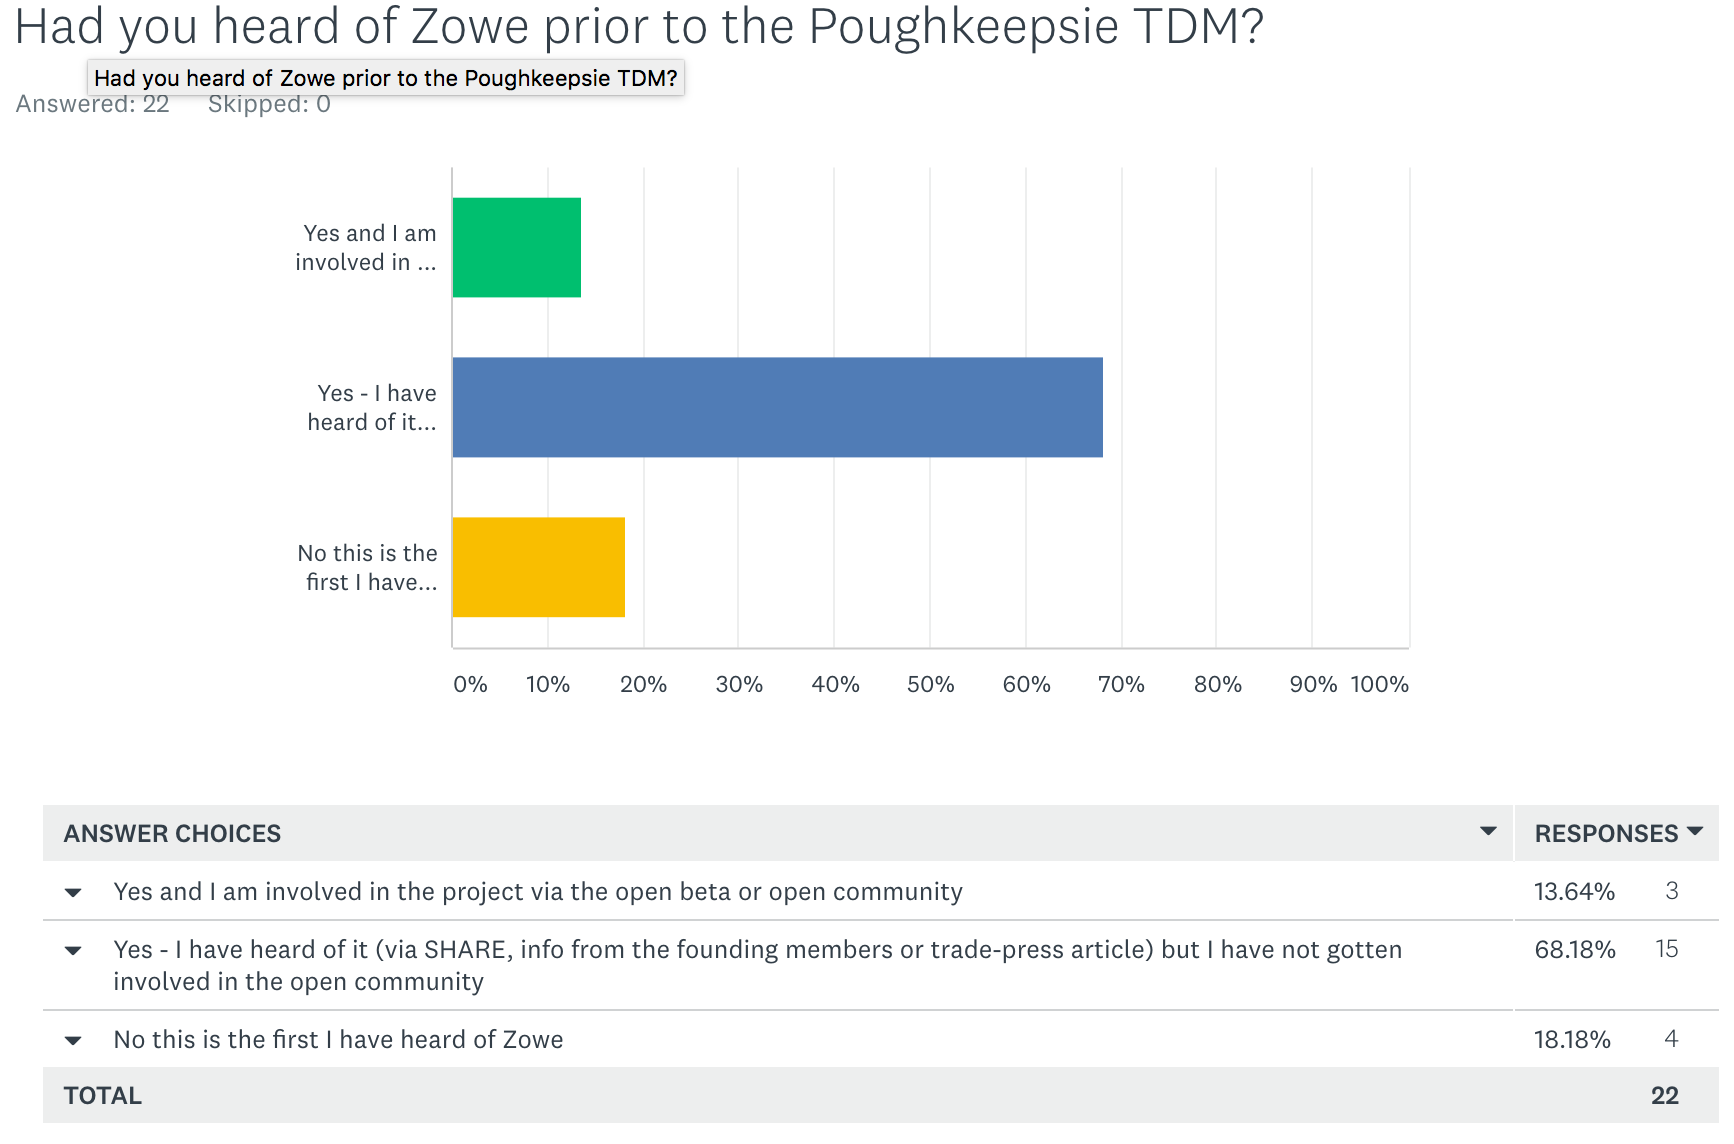 Had you heard of Zowe prior to the Poughkeepsie TDM?
Had you heard of Zowe prior to the Poughkeepsie TDM?
Answered: 22 Skipped: 0
Yes and I am
involved in ...
Yes - I have
heard of it...
No this is the
first I have...
0% 10% 20% 30% 40% 50% 60% 70% 80% 90% 100%
ANSWER CHOICES RESPONSES
Yes and I am involved in the project via the open beta or open community 13.64% 3
Yes - I have heard of it (via SHARE, info from the founding members or trade-press article) but I have not gotten 68.18% 15
involved in the open community
No this is the first I have heard of Zowe 18.18% 4
TOTAL 22